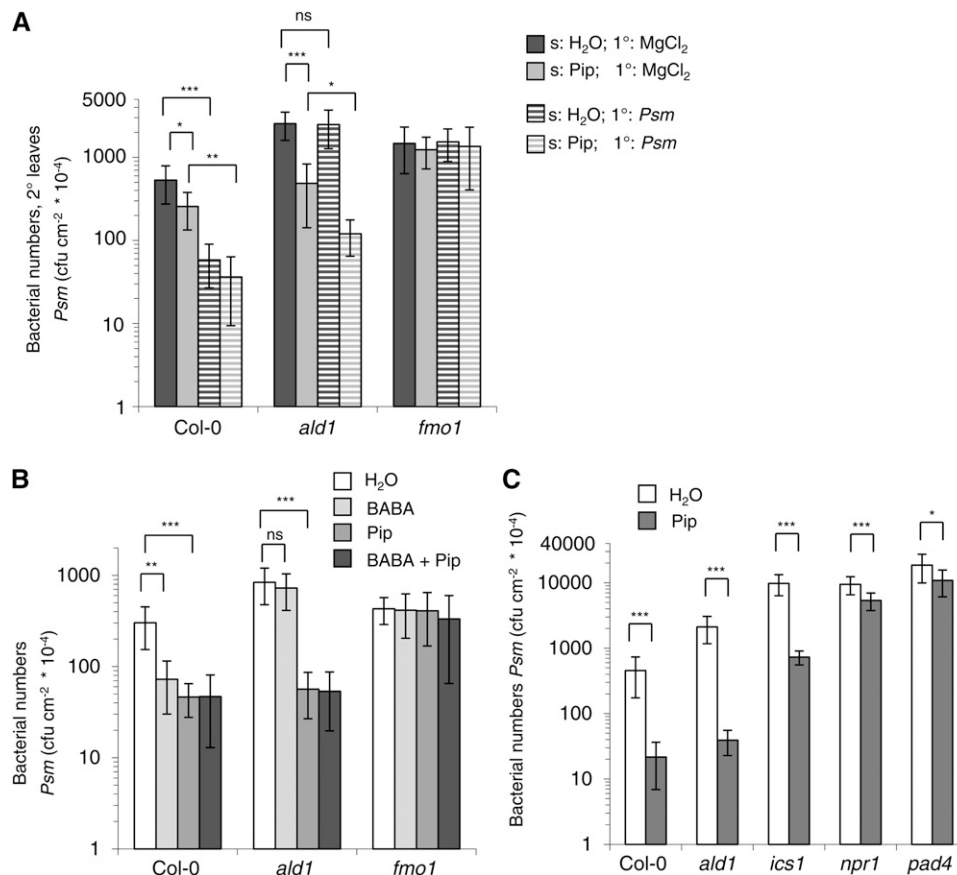 A
ns
***
*
***
*
**
s: H₂O; 1°: MgCl₂
s: Pip; 1°: MgCl₂
s: H₂O; 1°: Psm
s: Pip; 1°: Psm
Bacterial numbers, 2° leaves
Psm (cfu cm⁻² * 10⁻⁴)
5000
1000
100
10
1
Col-0 ald1 fmo1
B
H₂O
BABA
Pip
BABA + Pip
***
**
***
ns
Bacterial numbers
Psm (cfu cm⁻² * 10⁻⁴)
1000
100
10
1
Col-0 ald1 fmo1
C
H₂O
Pip
***
***
***
***
*
Bacterial numbers Psm (cfu cm⁻² * 10⁻⁴)
40000
10000
1000
100
10
1
Col-0 ald1 ics1 npr1 pad4